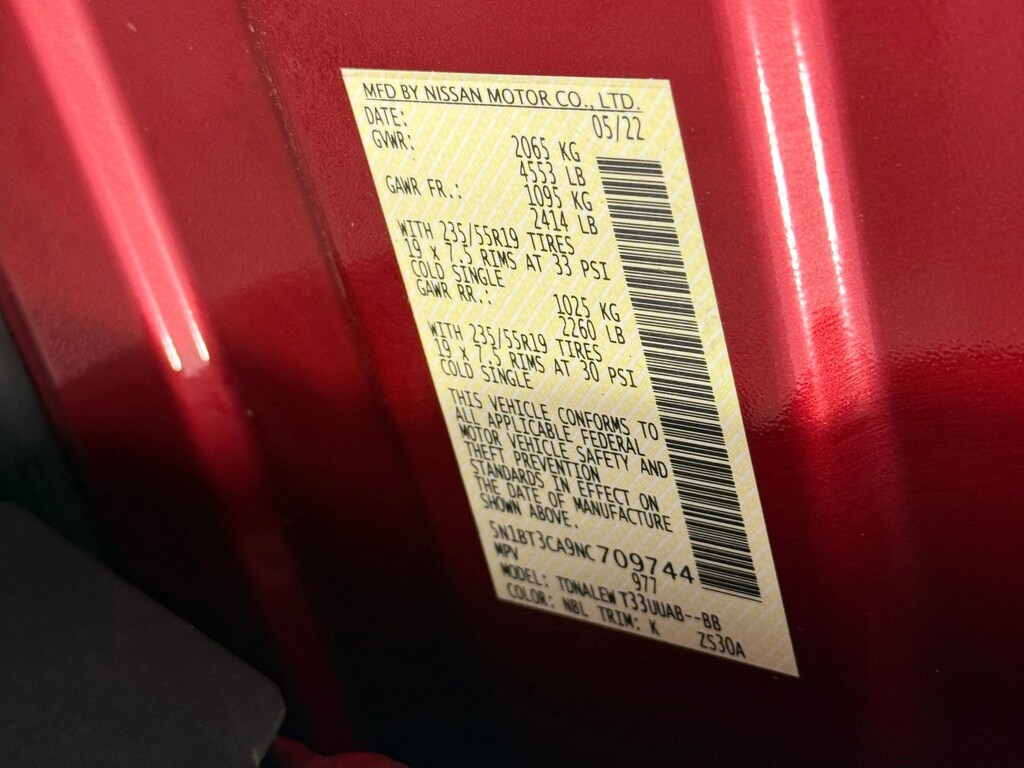 MFD BY NISSAN MOTOR CO., LTD.
DATE: 05/22
GVWR: 2065 KG
4553 LB
GAWR FR.: 1095 KG
2414 LB
WITH 235/55R19 TIRES
19 X 7.5 RIMS AT 33 PSI
COLD SINGLE
GAWR RR.: 1025 KG
2260 LB
WITH 235/55R19 TIRES
19 X 7.5 RIMS AT 30 PSI
COLD SINGLE
THIS VEHICLE CONFORMS TO
ALL APPLICABLE FEDERAL
MOTOR VEHICLE SAFETY AND
THEFT PREVENTION
STANDARDS IN EFFECT ON
THE DATE OF MANUFACTURE
SHOWN ABOVE.
5N1BT3CA9NC709744
MPV 977
MODEL: TDNALEW T33UUAB--BB
COLOR: NBL TRIM: K ZS30A